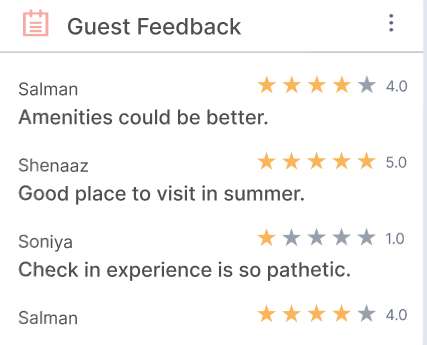 Guest Feedback
Salman 4.0
Amenities could be better.
Shenaaz 5.0
Good place to visit in summer.
Soniya 1.0
Check in experience is so pathetic.
Salman 4.0